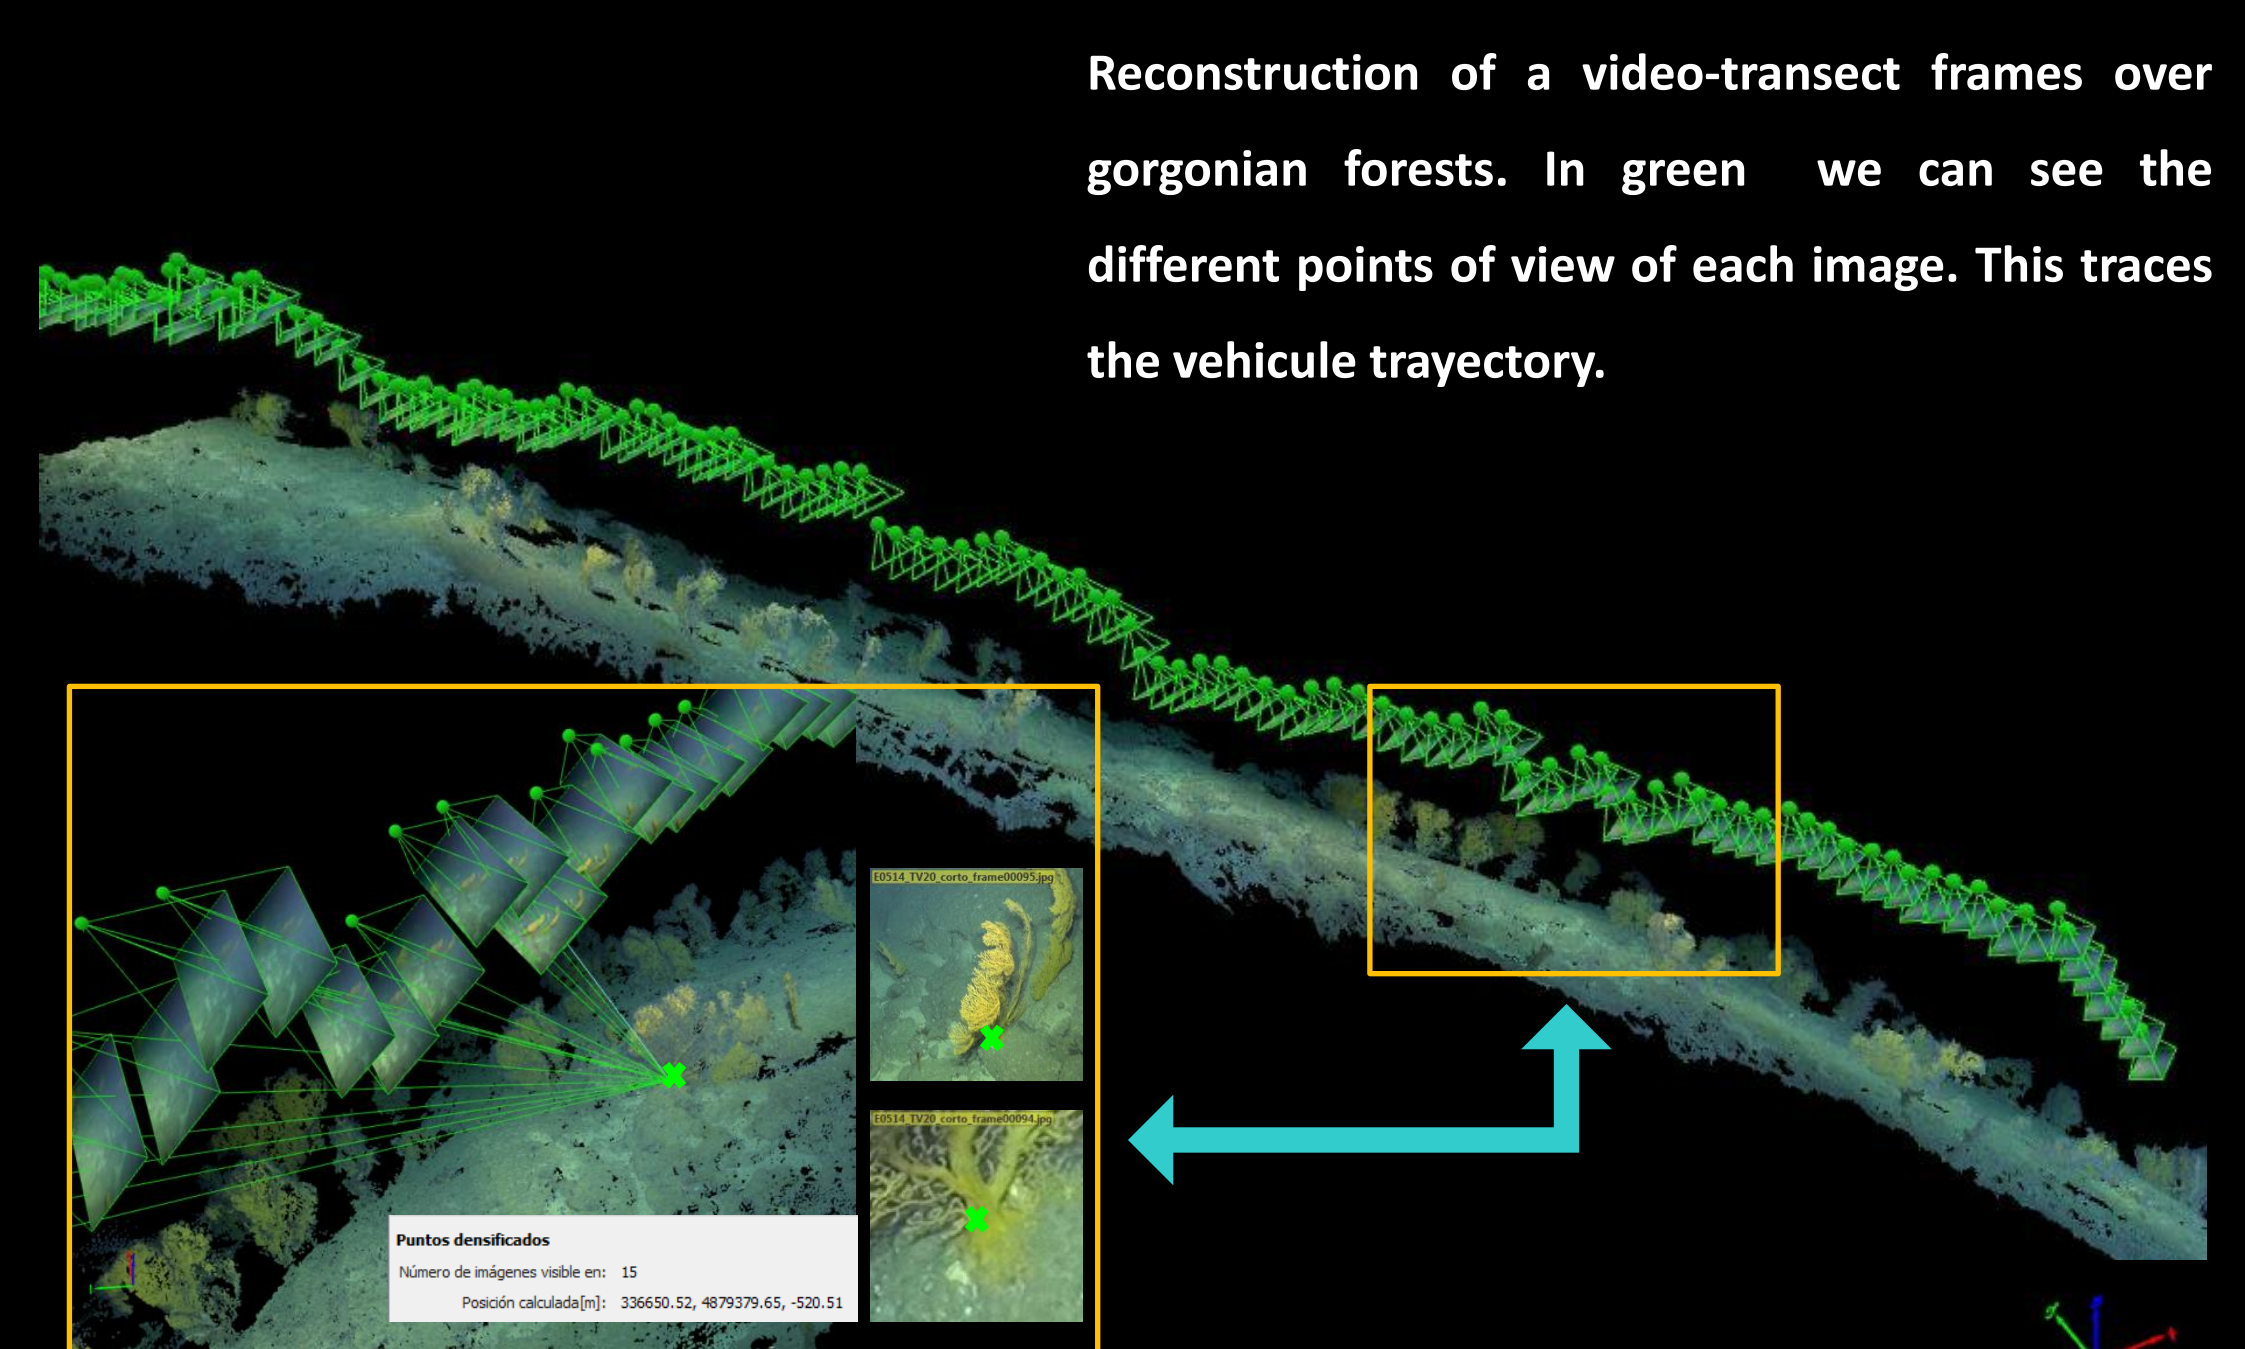 Reconstruction of a video-transect frames over
gorgonian forests. In green we can see the
different points of view of each image. This traces
the vehicule trayectory.
E0514_TV20_corto_frame00095.jpg
E0514_TV20_corto_frame00094.jpg
Puntos densificados
Número de imágenes visible en: 15
Posición calculada[m]: 336650.52, 4879379.65, -520.51